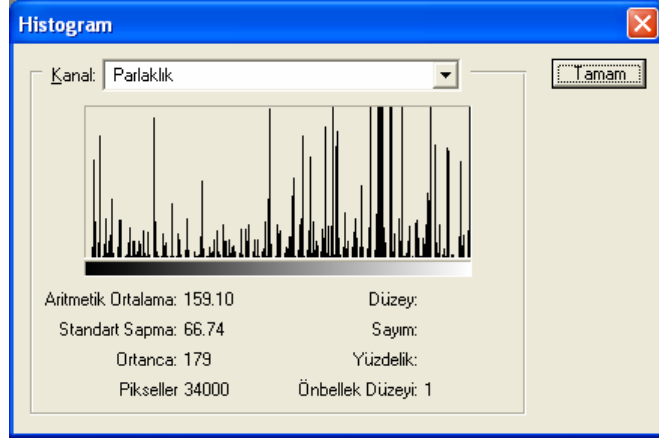 Histogram
Kanal: Parlaklık
Tamam
Aritmetik Ortalama: 159.10 Düzey:
Standart Sapma: 66.74 Sayım:
Ortanca: 179 Yüzdelik:
Pikseller 34000 Önbellek Düzeyi: 1